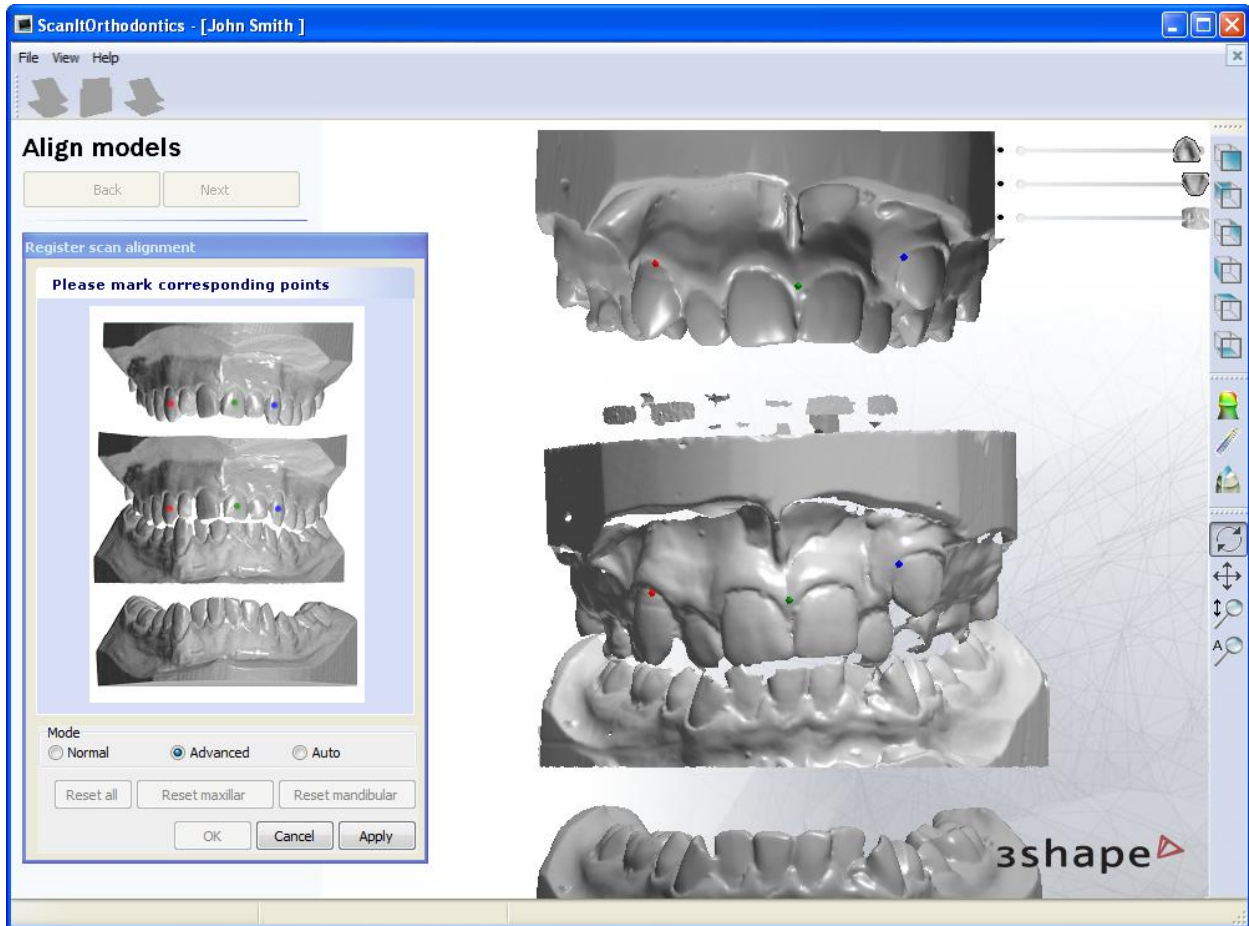 ScanItOrthodontics - [John Smith ]
File View Help
Align models
Back Next
Register scan alignment
Please mark corresponding points
Mode
Normal Advanced Auto
Reset all Reset maxillar Reset mandibular
OK Cancel Apply
A
3shape